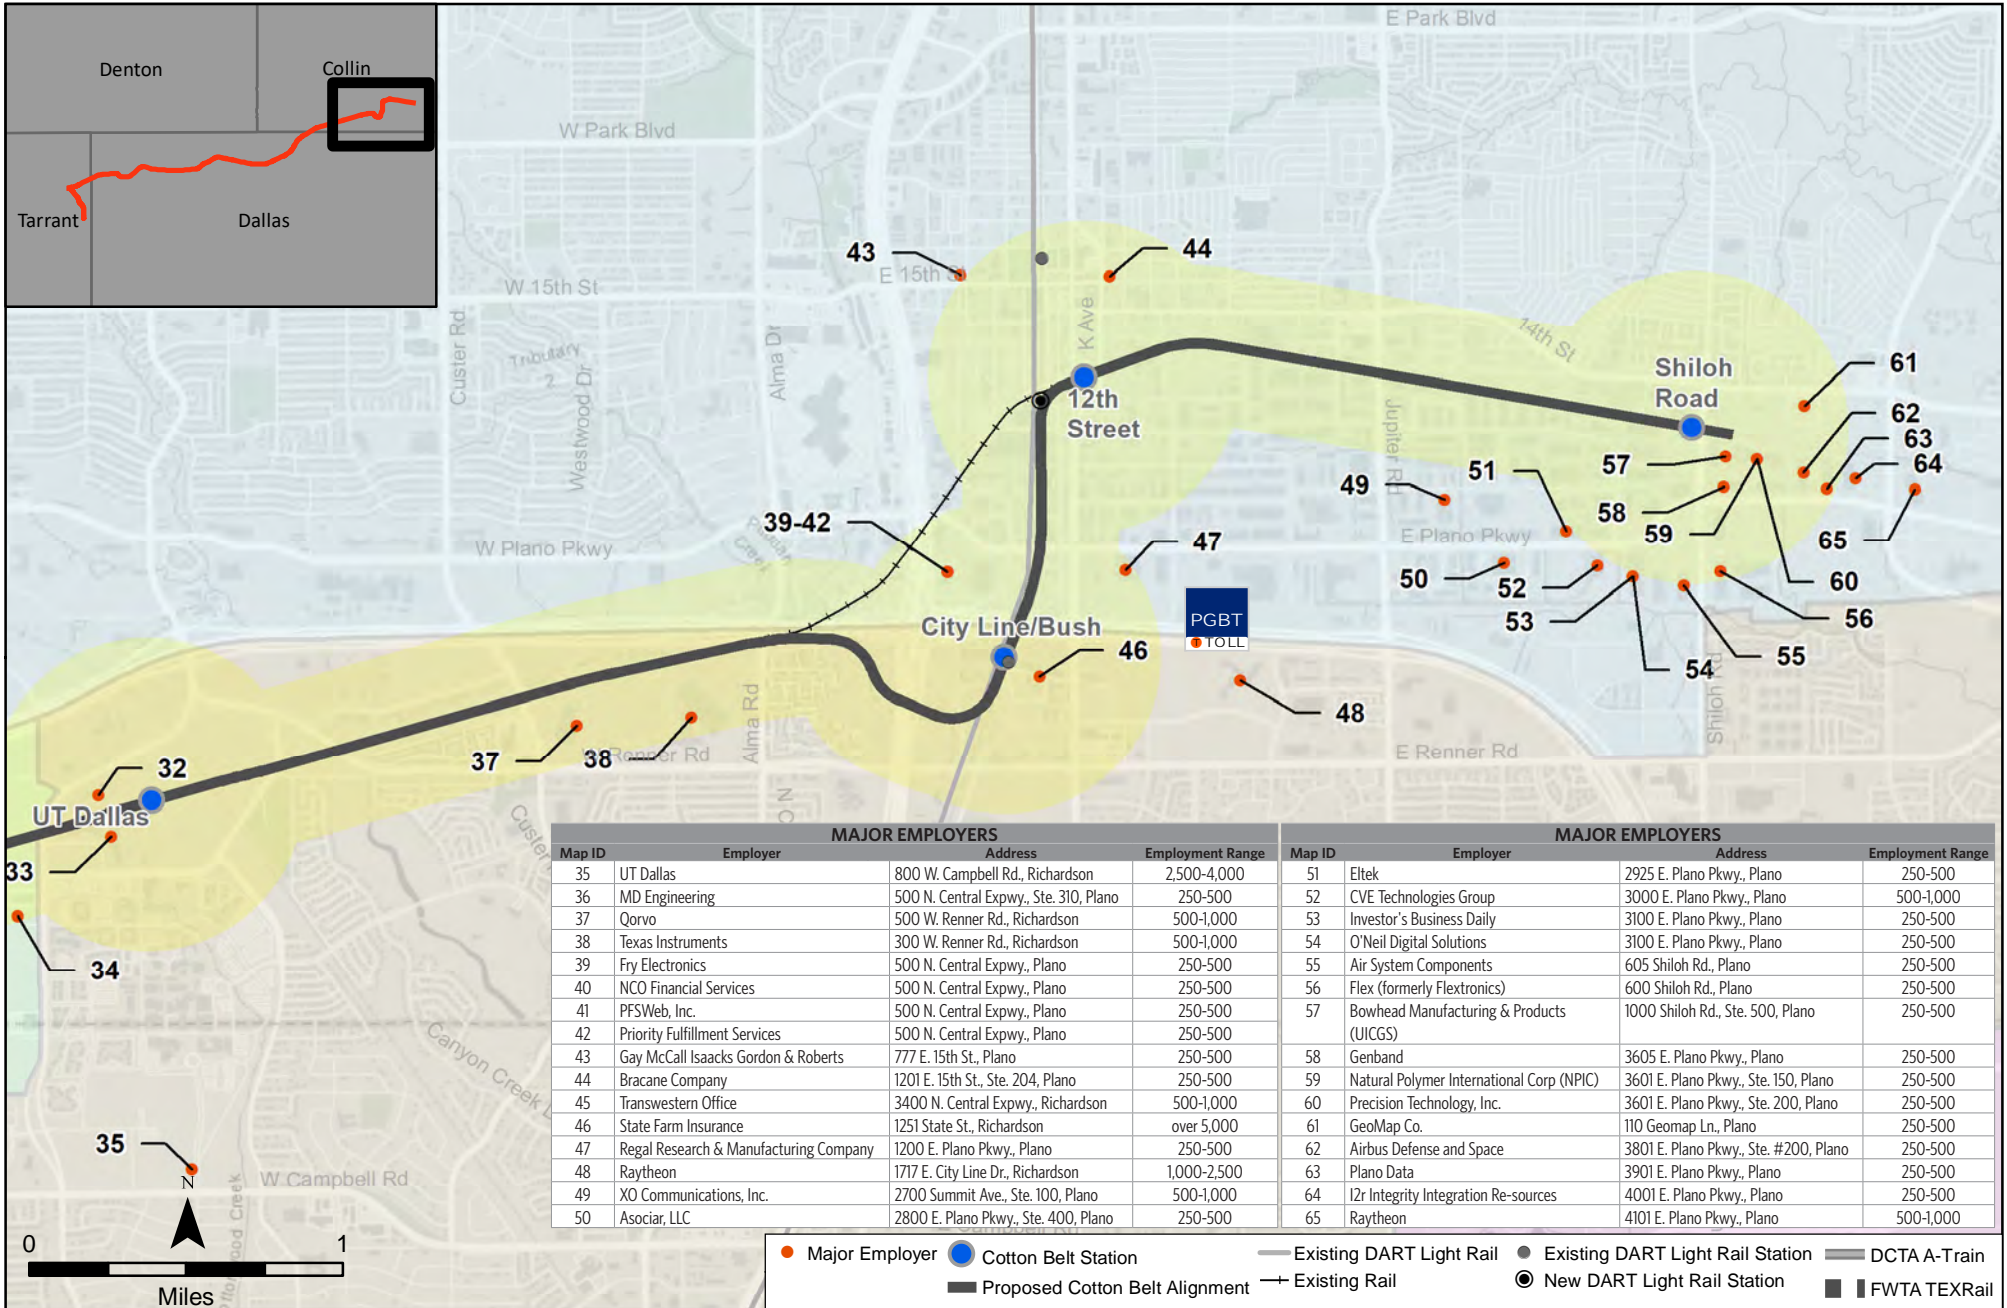 Denton
Collin
Tarrant
Dallas
E Park Blvd
W Park Blvd
W 15th St
E 15th S
43
44
K Ave
Custer Rd
Tributary
2
Westwood Dr
Alma Dr
14th St
Shiloh
Road
61
62
63
64
65
12th
Street
Jupiter Rd
57
51
49
58
59
39-42
W Plano Pkwy
Creek
E Plano Pkwy
47
50
52
60
53
56
PGBT
TOLL
City Line/Bush
46
55
54
48
Alma Rd
Shiloh Rd
37
38
W Renner Rd
E Renner Rd
32
UT Dallas
33
34
Custer
Canyon Creek
35
N
W Campbell Rd
0 1
Miles
MAJOR EMPLOYERS
Map ID Employer Address Employment Range
35 UT Dallas 800 W. Campbell Rd., Richardson 2,500-4,000
36 MD Engineering 500 N. Central Expwy., Ste. 310, Plano 250-500
37 Qorvo 500 W. Renner Rd., Richardson 500-1,000
38 Texas Instruments 300 W. Renner Rd., Richardson 500-1,000
39 Fry Electronics 500 N. Central Expwy., Plano 250-500
40 NCO Financial Services 500 N. Central Expwy., Plano 250-500
41 PFSWeb, Inc. 500 N. Central Expwy., Plano 250-500
42 Priority Fulfillment Services 500 N. Central Expwy., Plano 250-500
43 Gay McCall Isaacks Gordon & Roberts 777 E. 15th St., Plano 250-500
44 Bracane Company 1201 E. 15th St., Ste. 204, Plano 250-500
45 Transwestern Office 3400 N. Central Expwy., Richardson 500-1,000
46 State Farm Insurance 1251 State St., Richardson over 5,000
47 Regal Research & Manufacturing Company 1200 E. Plano Pkwy., Plano 250-500
48 Raytheon 1717 E. City Line Dr., Richardson 1,000-2,500
49 XO Communications, Inc. 2700 Summit Ave., Ste. 100, Plano 500-1,000
50 Asociar, LLC 2800 E. Plano Pkwy., Ste. 400, Plano 250-500
MAJOR EMPLOYERS
Map ID Employer Address Employment Range
51 Eltek 2925 E. Plano Pkwy., Plano 250-500
52 CVE Technologies Group 3000 E. Plano Pkwy., Plano 500-1,000
53 Investor's Business Daily 3100 E. Plano Pkwy., Plano 250-500
54 O'Neil Digital Solutions 3100 E. Plano Pkwy., Plano 250-500
55 Air System Components 605 Shiloh Rd., Plano 250-500
56 Flex (formerly Flextronics) 600 Shiloh Rd., Plano 250-500
57 Bowhead Manufacturing & Products 1000 Shiloh Rd., Ste. 500, Plano 250-500
(UICGS)
58 Genband 3605 E. Plano Pkwy., Plano 250-500
59 Natural Polymer International Corp (NPIC) 3601 E. Plano Pkwy., Ste. 150, Plano 250-500
60 Precision Technology, Inc. 3601 E. Plano Pkwy., Ste. 200, Plano 250-500
61 GeoMap Co. 110 Geomap Ln., Plano 250-500
62 Airbus Defense and Space 3801 E. Plano Pkwy., Ste. #200, Plano 250-500
63 Plano Data 3901 E. Plano Pkwy., Plano 250-500
64 I2r Integrity Integration Re-sources 4001 E. Plano Pkwy., Plano 250-500
65 Raytheon 4101 E. Plano Pkwy., Plano 500-1,000
Major Employer
Cotton Belt Station
Existing DART Light Rail
Existing DART Light Rail Station
DCTA A-Train
Proposed Cotton Belt Alignment
Existing Rail
New DART Light Rail Station
FWTA TEXRail